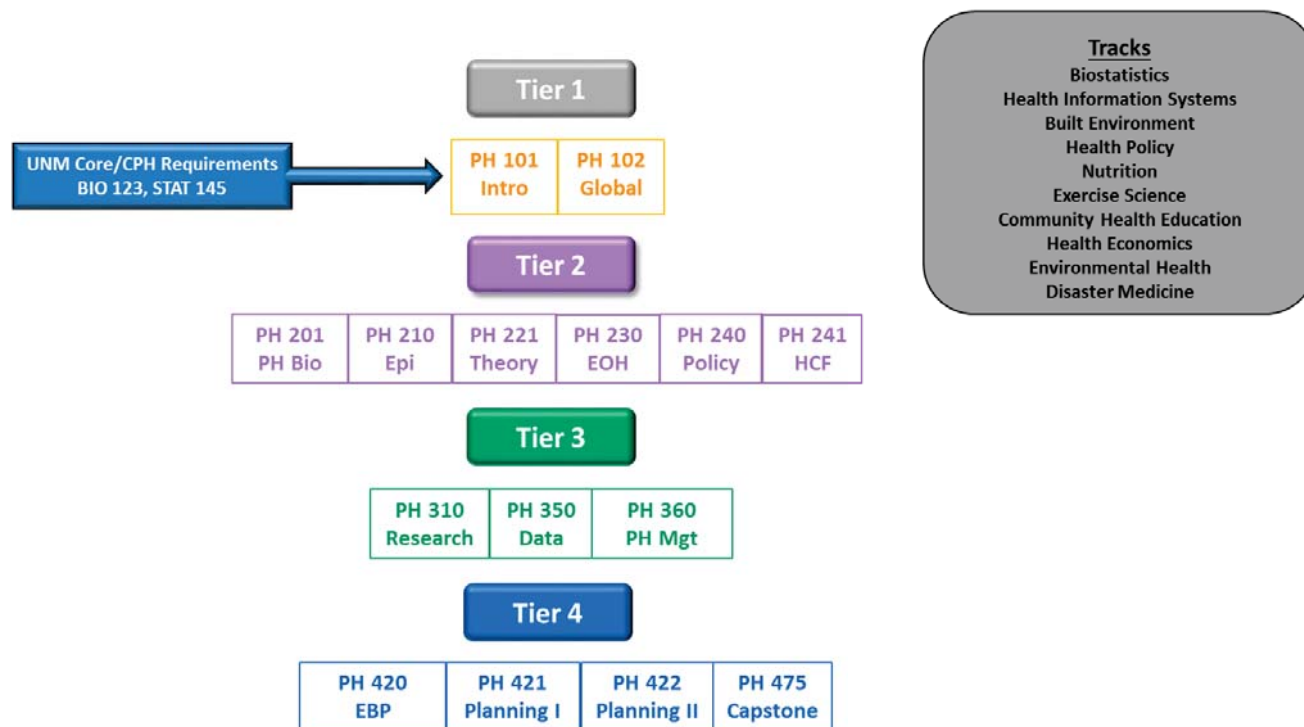 Tier 1
UNM Core/CPH Requirements
BIO 123, STAT 145
PH 101
Intro
PH 102
Global
Tier 2
PH 201
PH Bio
PH 210
Epi
PH 221
Theory
PH 230
EOH
PH 240
Policy
PH 241
HCF
Tier 3
PH 310
Research
PH 350
Data
PH 360
PH Mgt
Tier 4
PH 420
EBP
PH 421
Planning I
PH 422
Planning II
PH 475
Capstone
Tracks
Biostatistics
Health Information Systems
Built Environment
Health Policy
Nutrition
Exercise Science
Community Health Education
Health Economics
Environmental Health
Disaster Medicine